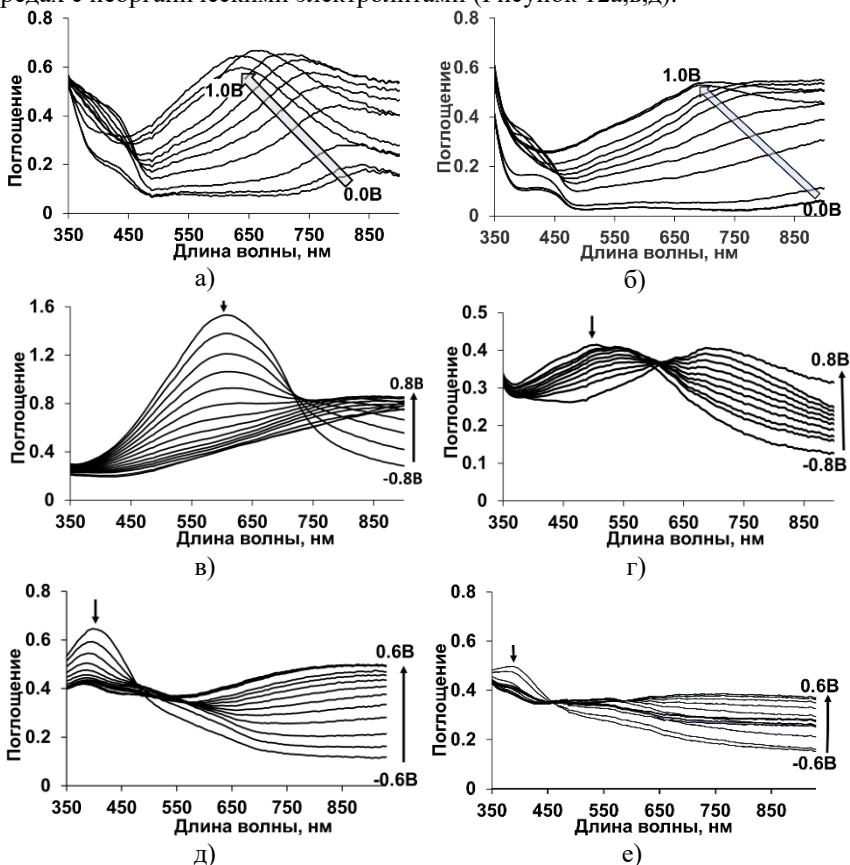 средах с неорганическими электролитами (Рисунок 12а,в,д).
0.8
0.6
0.4
0.2
0
Поглощение
1.0В
0.0В
350 450 550 650 750 850
Длина волны, нм
а)
0.8
0.6
0.4
0.2
0
Поглощение
1.0В
0.0В
350 450 550 650 750 850
Длина волны, нм
б)
1.6
1.2
0.8
0.4
0
Поглощение
0.8В
-0.8В
350 450 550 650 750 850
Длина волны, нм
в)
0.5
0.4
0.3
0.2
0.1
0
Поглощение
0.8В
-0.8В
350 450 550 650 750 850
Длина волны, нм
г)
0.8
0.6
0.4
0.2
0
Поглощение
0.6В
-0.6В
350 450 550 650 750 850
Длина волны, нм
д)
0.8
0.6
0.4
0.2
0
Поглощение
0.6В
-0.6В
350 450 550 650 750 850
Длина волны, нм
е)